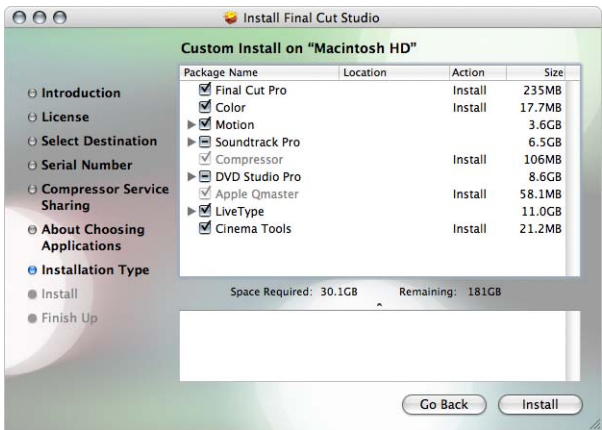 Install Final Cut Studio
Custom Install on “Macintosh HD”
Introduction
License
Select Destination
Serial Number
Compressor Service
Sharing
About Choosing
Applications
Installation Type
Install
Finish Up
Package Name Location Action Size
Final Cut Pro Install 235MB
Color Install 17.7MB
Motion 3.6GB
Soundtrack Pro 6.5GB
Compressor Install 106MB
DVD Studio Pro 8.6GB
Apple Qmaster Install 58.1MB
LiveType 11.0GB
Cinema Tools Install 21.2MB
Space Required: 30.1GB Remaining: 181GB
Go Back Install